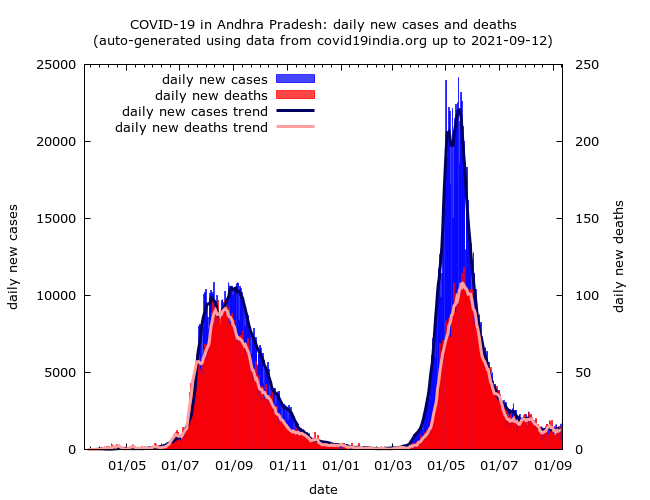 COVID-19 in Andhra Pradesh: daily new cases and deaths
(auto-generated using data from covid19india.org up to 2021-09-12)
daily new cases
daily new deaths
daily new cases trend
daily new deaths trend
25000
20000
15000
10000
5000
0
250
200
150
100
50
0
daily new cases
daily new deaths
01/05 01/07 01/09 01/11 01/01 01/03 01/05 01/07 01/09
date